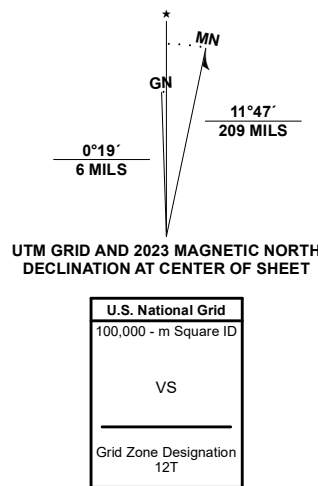 ★
MN
GN
11°47´
209 MILS
0°19´
6 MILS
UTM GRID AND 2023 MAGNETIC NORTH
DECLINATION AT CENTER OF SHEET
U.S. National Grid
100,000 - m Square ID
VS
Grid Zone Designation
12T